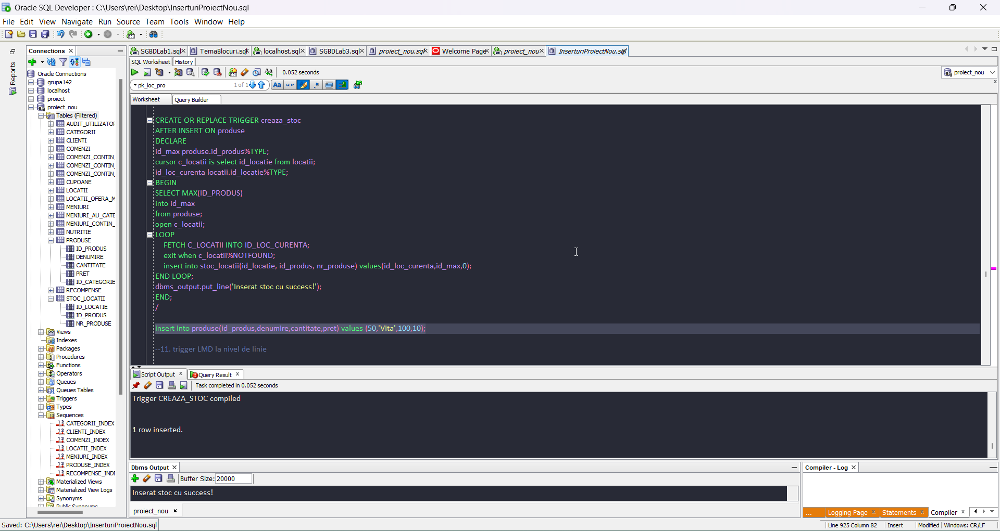 Oracle SQL Developer : C:\Users\rei\Desktop\InserturiProiectNou.sql
File Edit View Navigate Run Source Team Tools Window Help
Reports
Connections
Oracle Connections
grupa142
localhost
proiect
proiect_nou
Tables (Filtered)
AUDIT_UTILIZATOR
CATEGORII
CLIENTI
COMENZI
COMENZI_CONTIN_
COMENZI_CONTIN_
COMENZI_CONTIN_
CUPOANE
LOCATII
LOCATII_OFERA_M
MENIURI
MENIURI_AU_CATE
MENIURI_CONTIN_
NUTRITIE
PRODUSE
ID_PRODUS
DENUMIRE
CANTITATE
PRET
ID_CATEGORIE
RECOMPENSE
STOC_LOCATII
ID_LOCATIE
ID_PRODUS
NR_PRODUSE
Views
Indexes
Packages
Procedures
Functions
Operators
Queues
Queues Tables
Triggers
Types
Sequences
CATEGORII_INDEX
CLIENTI_INDEX
COMENZI_INDEX
LOCATII_INDEX
MENIURI_INDEX
PRODUSE_INDEX
RECOMPENSE_INDE
Materialized Views
Materialized View Logs
Synonyms
Public Synonyms
SGBDLab1.sql TemaBlocuri.sql localhost.sql SGBDLab3.sql proiect_nou.sql Welcome Page proiect_nou InserturiProiectNou.sql
SQL Worksheet History
0.052 seconds
proiect_nou
pk_loc_pro 1 of 1
Worksheet Query Builder
CREATE OR REPLACE TRIGGER creaza_stoc
AFTER INSERT ON produse
DECLARE
id_max produse.id_produs%TYPE;
cursor c_locatii is select id_locatie from locatii;
id_loc_curenta locatii.id_locatie%TYPE;
BEGIN
SELECT MAX(ID_PRODUS)
into id_max
from produse;
open c_locatii;
LOOP
FETCH C_LOCATII INTO ID_LOC_CURENTA;
exit when c_locatii%NOTFOUND;
insert into stoc_locatii(id_locatie, id_produs, nr_produse) values(id_loc_curenta,id_max,0);
END LOOP;
dbms_output.put_line('Inserat stoc cu success!');
END;
/
insert into produse(id_produs,denumire,cantitate,pret) values (50,'Vita',100,10);
--11. trigger LMD la nivel de linie
Script Output Query Result
Task completed in 0.052 seconds
Trigger CREAZA_STOC compiled
1 row inserted.
Dbms Output
Buffer Size: 20000
Inserat stoc cu success!
proiect_nou
Compiler - Log
... Logging Page Statements Compiler
Saved: C:\Users\rei\Desktop\InserturiProiectNou.sql
Line 925 Column 82 Insert Modified Windows: CR/LF